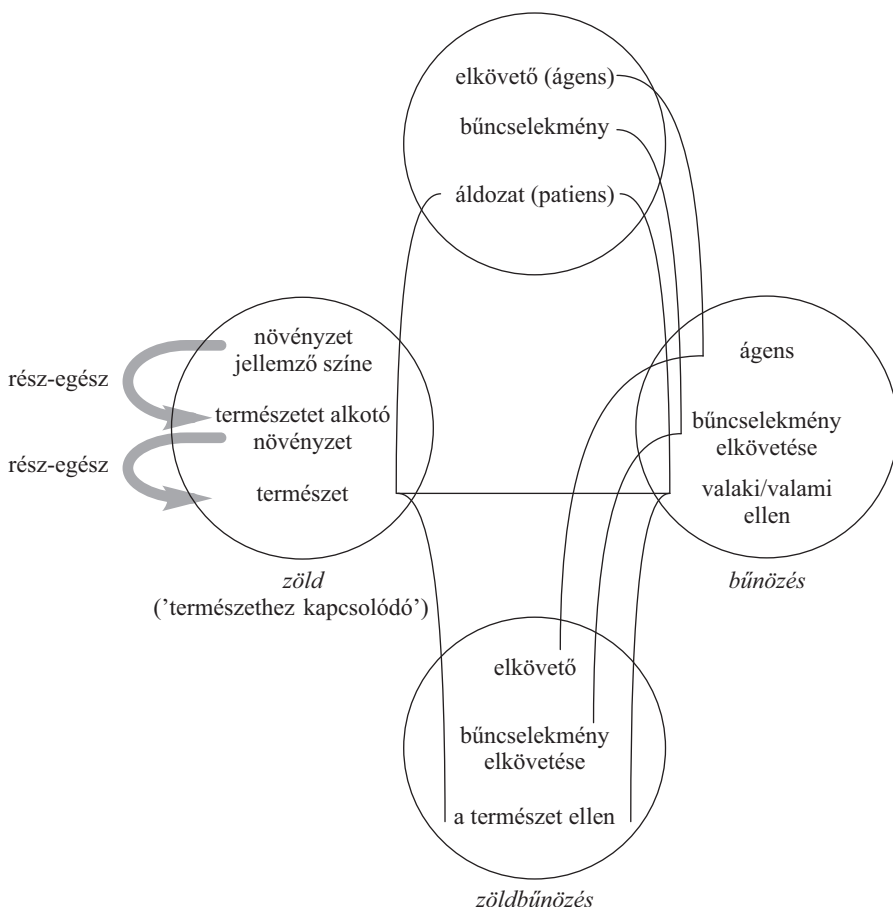 elkövető (ágens)
bűncselekmény
áldozat (patiens)
növényzet
jellemző színe
rész-egész
természetet alkotó
növényzet
rész-egész
természet
zöld
(’természethez kapcsolódó’)
ágens
bűncselekmény
elkövetése
valaki/valami
ellen
bűnözés
elkövető
bűncselekmény
elkövetése
a természet ellen
zöldbűnözés